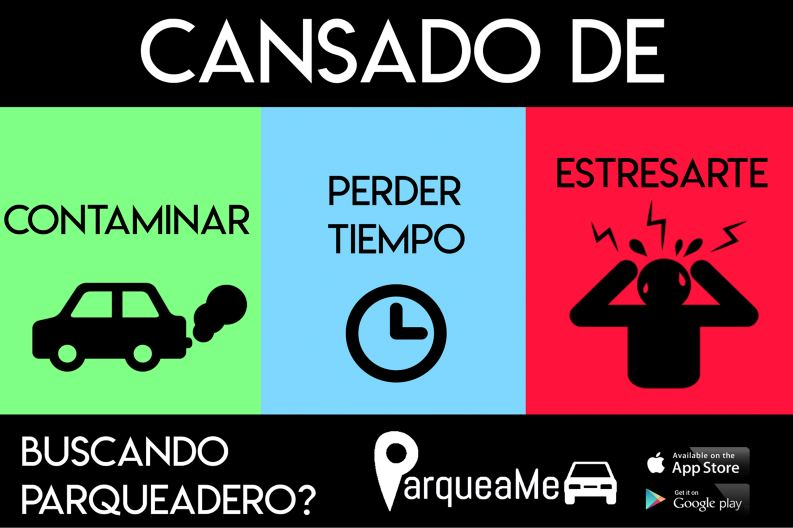 CANSADO DE
CONTAMINAR
PERDER
TIEMPO
ESTRESARTE
BUSCANDO
PARQUEADERO?
ParqueaMe
Available on the
App Store
Get it on
Google play